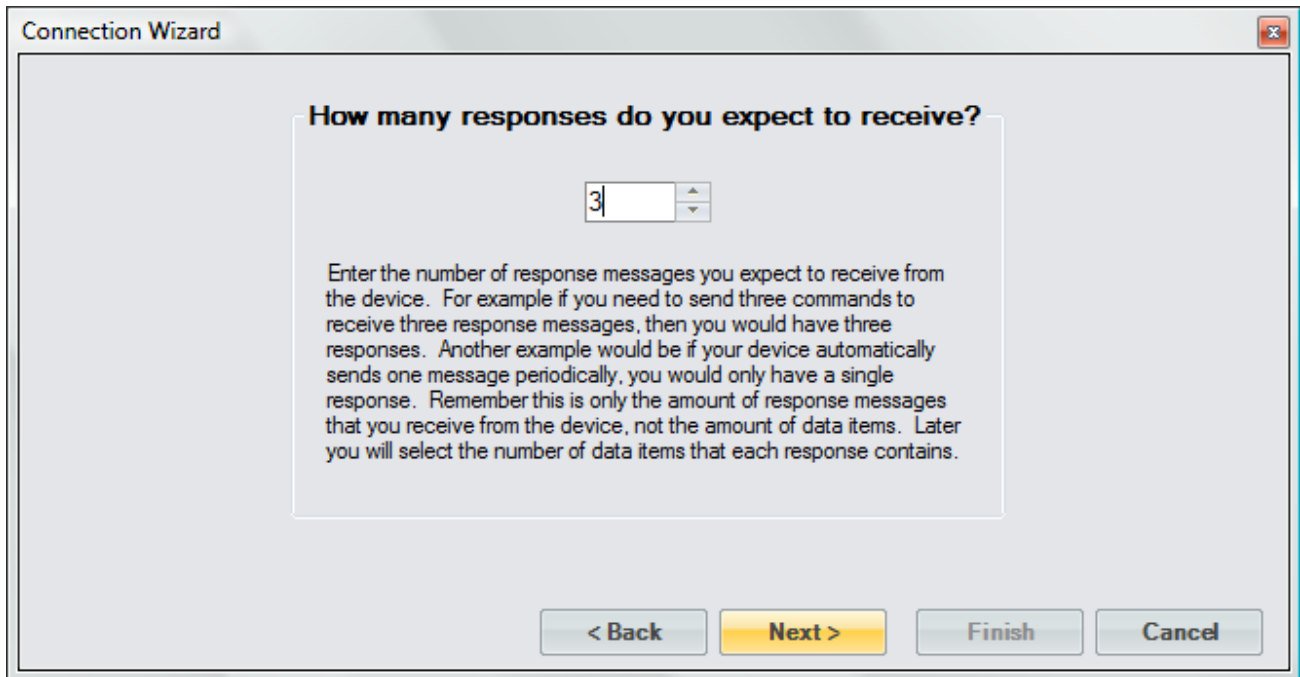 Connection Wizard
How many responses do you expect to receive?
3
Enter the number of response messages you expect to receive from
the device.  For example if you need to send three commands to
receive three response messages, then you would have three
responses.  Another example would be if your device automatically
sends one message periodically, you would only have a single
response.  Remember this is only the amount of response messages
that you receive from the device, not the amount of data items.  Later
you will select the number of data items that each response contains.
< Back Next > Finish Cancel